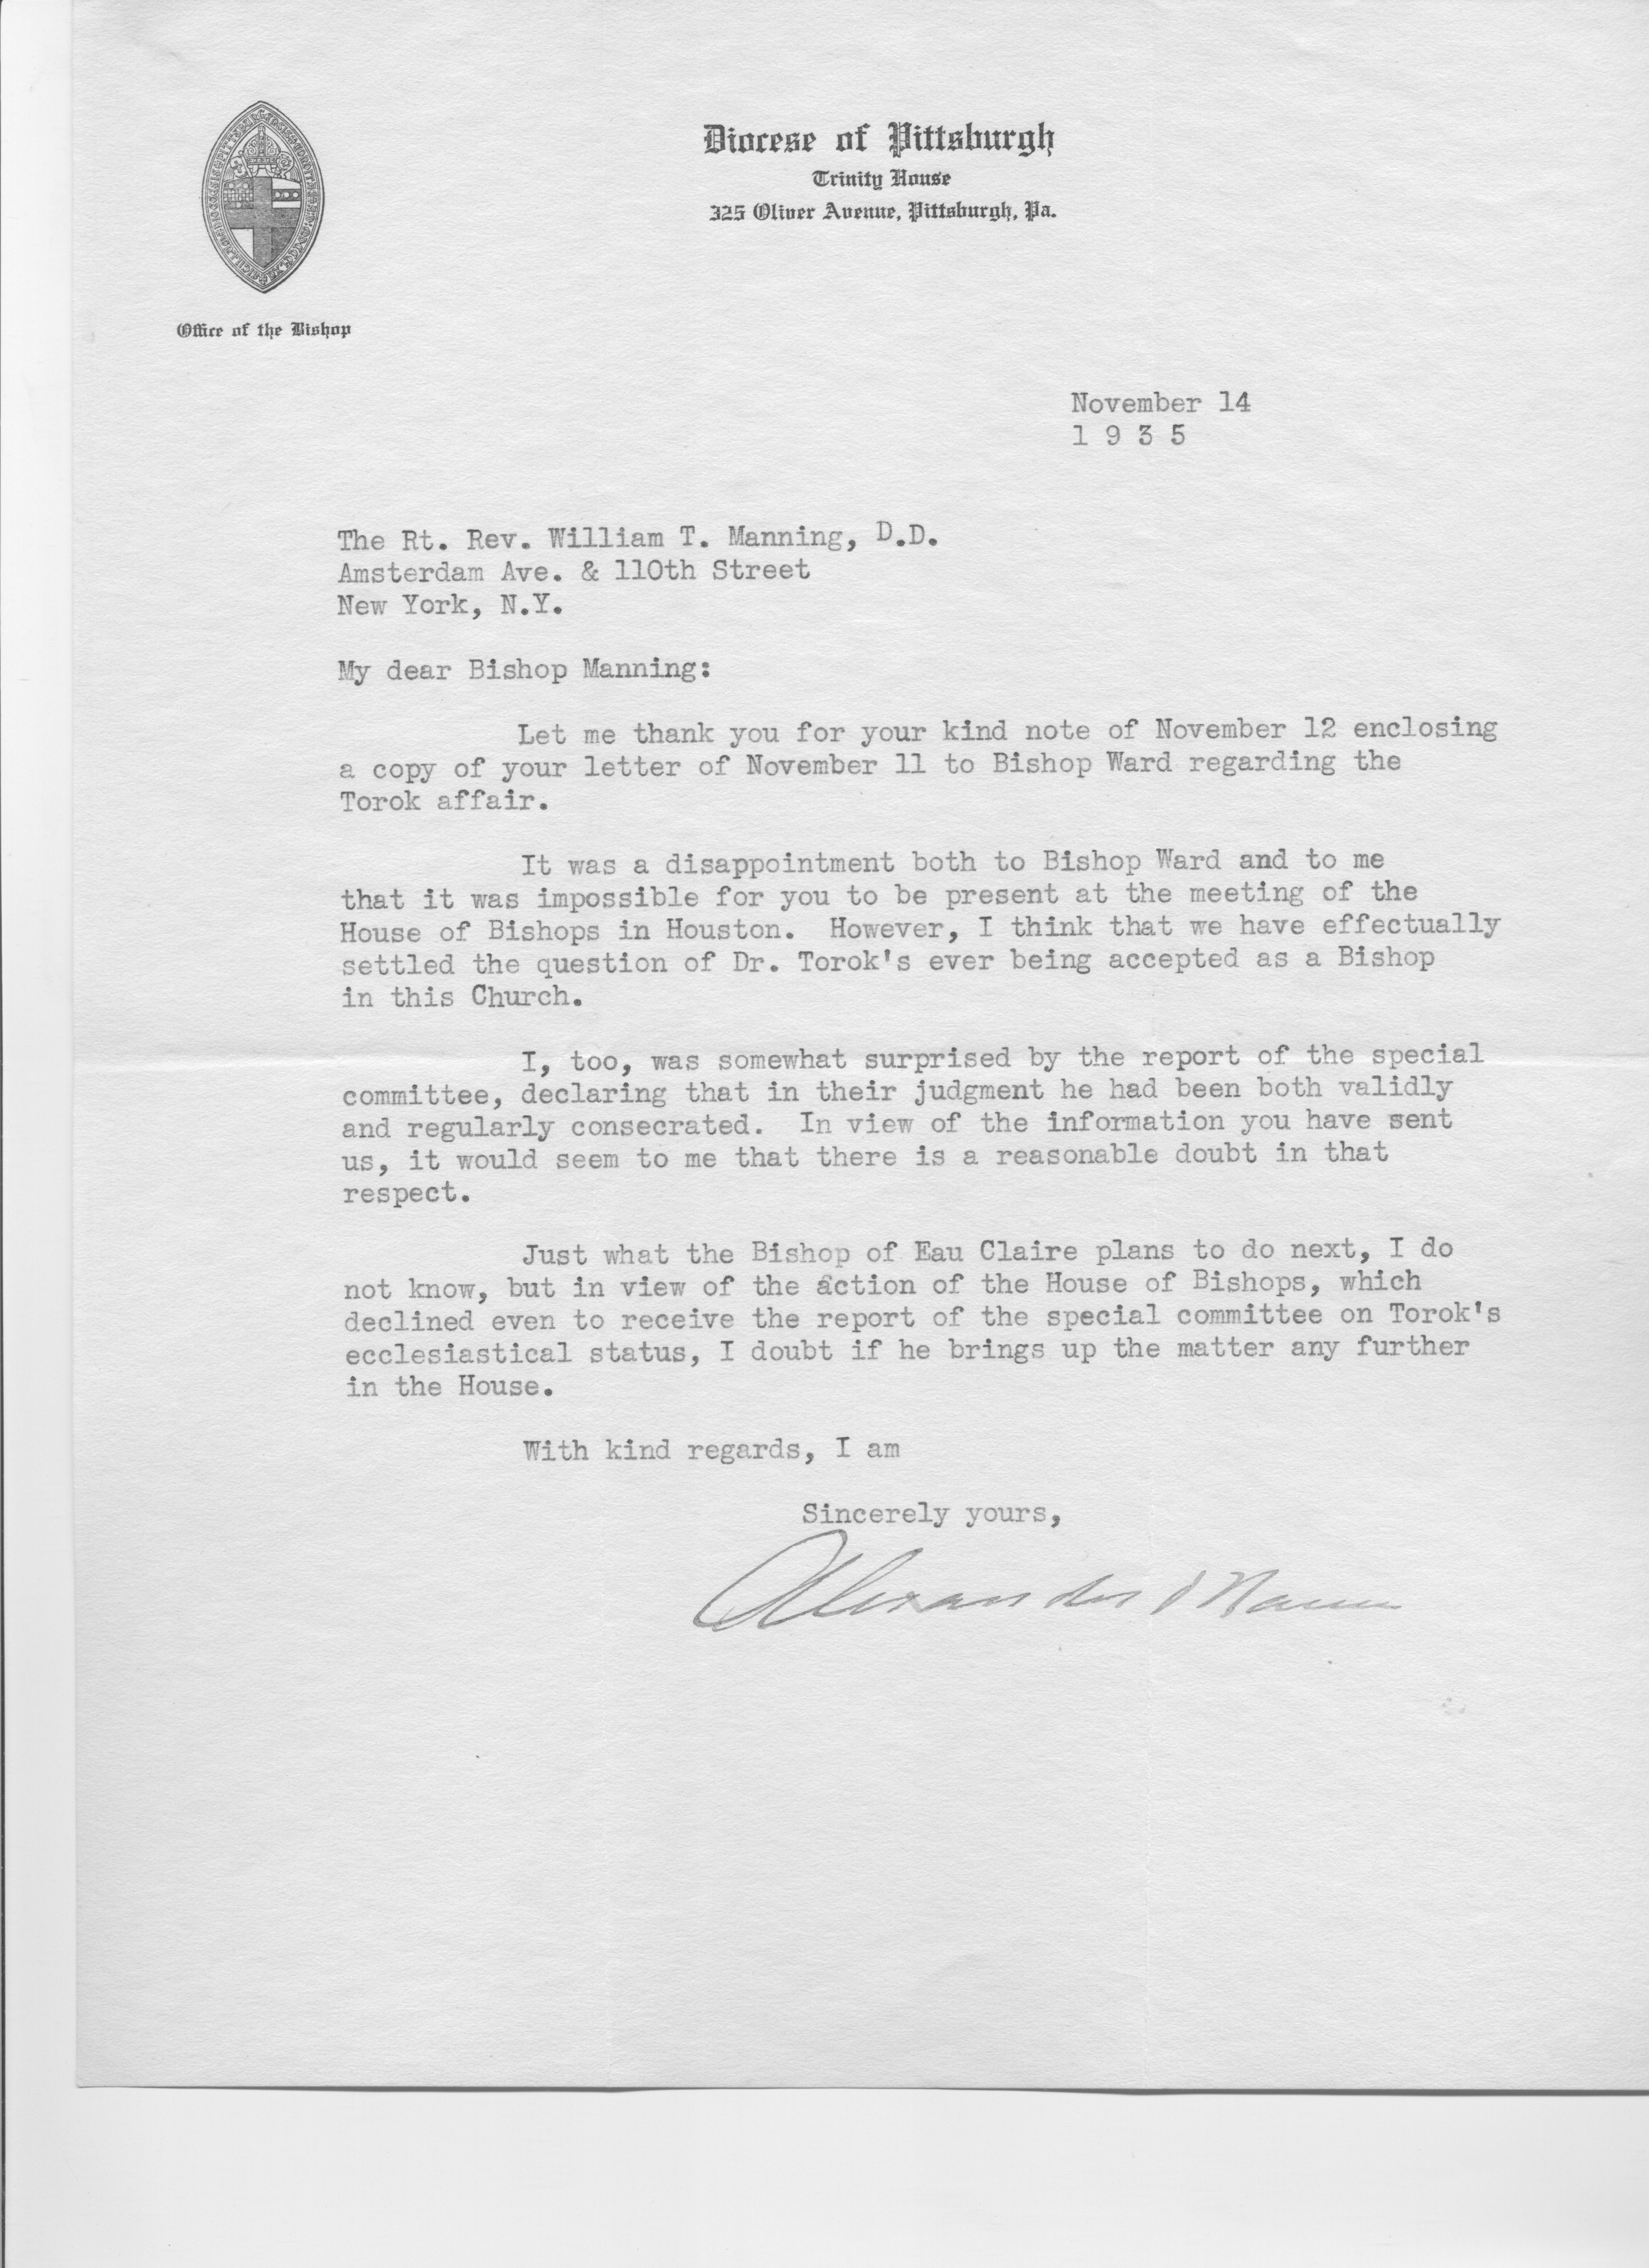 Diocese of Pittsburgh
Trinity House
325 Oliver Avenue, Pittsburgh, Pa.
Office of the Bishop
November 14
1 9 3 5
The Rt. Rev. William T. Manning, D.D.
Amsterdam Ave. & 110th Street
New York, N.Y.
My dear Bishop Manning:
Let me thank you for your kind note of November 12 enclosing
a copy of your letter of November 11 to Bishop Ward regarding the
Torok affair.
It was a disappointment both to Bishop Ward and to me
that it was impossible for you to be present at the meeting of the
House of Bishops in Houston. However, I think that we have effectually
settled the question of Dr. Torok's ever being accepted as a Bishop
in this Church.
I, too, was somewhat surprised by the report of the special
committee, declaring that in their judgment he had been both validly
and regularly consecrated. In view of the information you have sent
us, it would seem to me that there is a reasonable doubt in that
respect.
Just what the Bishop of Eau Claire plans to do next, I do
not know, but in view of the action of the House of Bishops, which
declined even to receive the report of the special committee on Torok's
ecclesiastical status, I doubt if he brings up the matter any further
in the House.
With kind regards, I am
Sincerely yours,
Alexander Mann